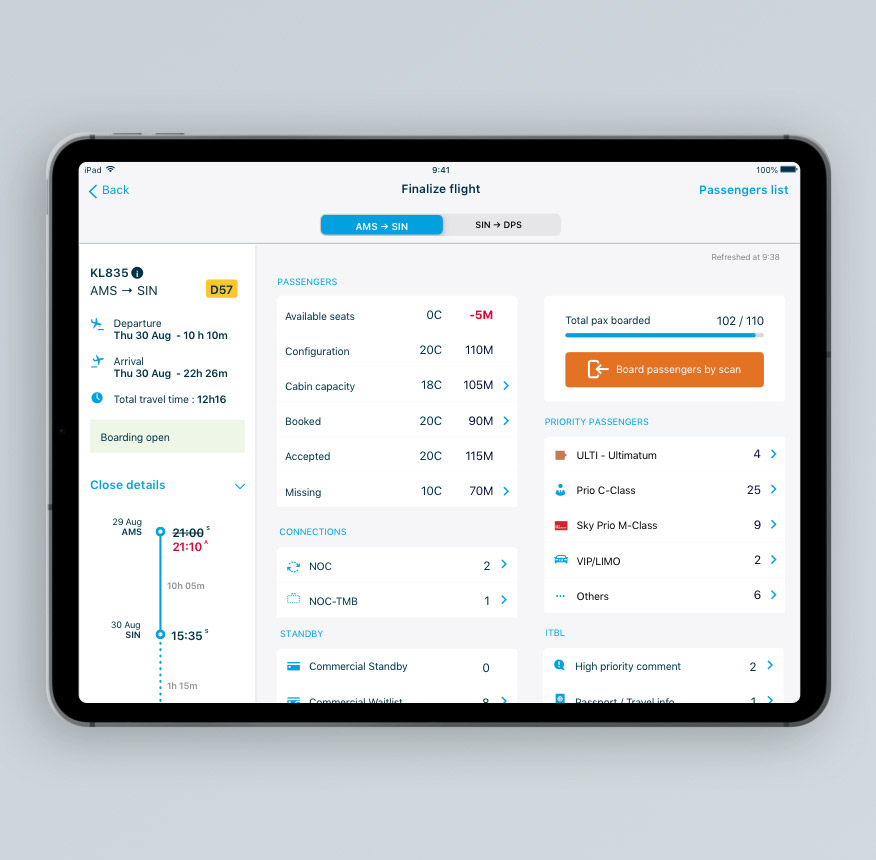 iPad
9:41
100%
Back
Finalize flight
Passengers list
AMS → SIN
SIN → DPS
Refreshed at 9:38
KL835 i
AMS → SIN
D57
Departure
Thu 30 Aug - 10 h 10m
Arrival
Thu 30 Aug - 22h 26m
Total travel time : 12h16
Boarding open
Close details
29 Aug
AMS
21:00 s
21:10 A
10h 05m
30 Aug
SIN
15:35 s
1h 15m
PASSENGERS
Available seats 0C -5M
Configuration 20C 110M
Cabin capacity 18C 105M
Booked 20C 90M
Accepted 20C 115M
Missing 10C 70M
CONNECTIONS
NOC 2
NOC-TMB 1
STANDBY
Commercial Standby 0
Commercial Waitlist 8
Total pax boarded 102 / 110
Board passengers by scan
PRIORITY PASSENGERS
ULTI - Ultimatum 4
Prio C-Class 25
Sky Prio M-Class 9
VIP/LIMO 2
Others 6
ITBL
High priority comment 2
Passport / Travel info 1